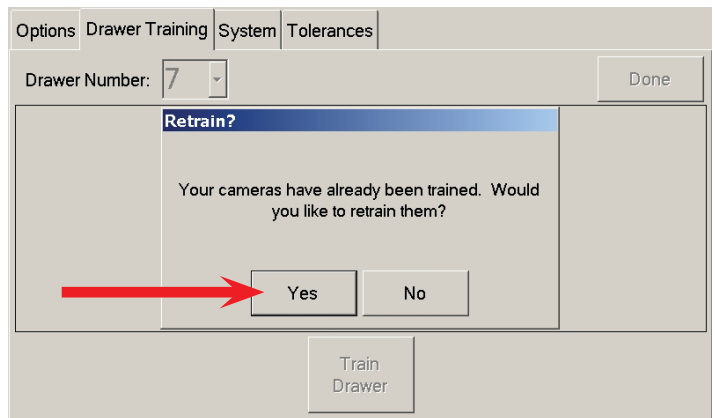 Options Drawer Training System Tolerances
Drawer Number: 7 Done
Retrain?
Your cameras have already been trained. Would
you like to retrain them?
Yes No
Train
Drawer